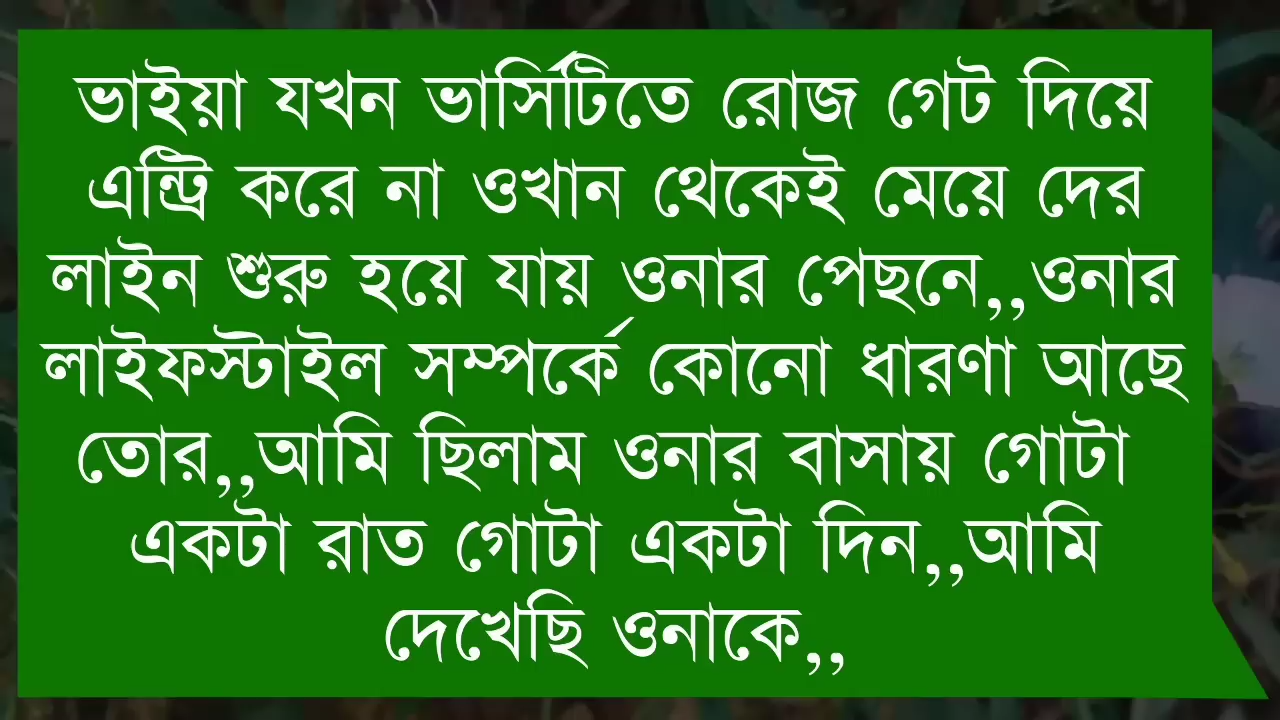 ভাইয়া যখন ভার্সিটিতে রোজ গেট দিয়ে
এন্ট্রি করে না ওখান থেকেই মেয়ে দের
লাইন শুরু হয়ে যায় ওনার পেছনে,,ওনার
লাইফস্টাইল সম্পর্কে কোনো ধারণা আছে
তোর,,আমি ছিলাম ওনার বাসায় গোটা
একটা রাত গোটা একটা দিন,,আমি
দেখেছি ওনাকে,,